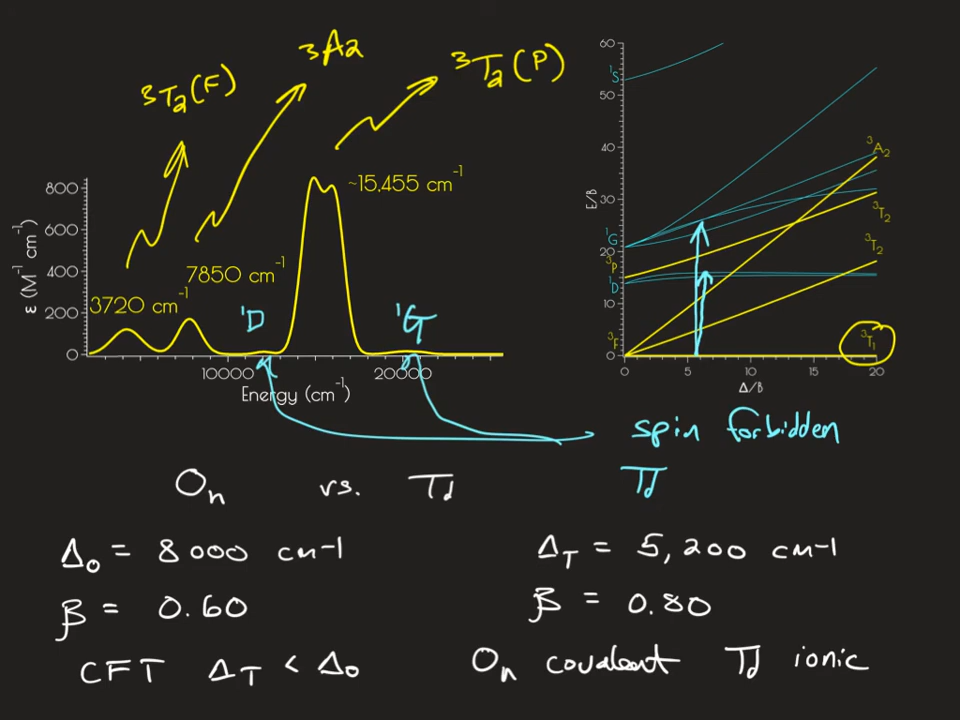 ³T₂(F)
³A₂
³T₂(P)
~15,455 cm⁻¹
7850 cm⁻¹
3720 cm⁻¹
¹D
¹G
ε (M⁻¹ cm⁻¹)
800
600
400
200
0
10000
20000
Energy (cm⁻¹)
E/B
60
50
40
30
20
10
0
¹S
¹G
³P
¹D
³F
³A₂
³T₂
³T₂
³T₁
0
5
10
15
20
Δ/B
spin forbidden
Td
Oh vs. Td
Δo = 8000 cm-1
ΔT = 5,200 cm-1
β = 0.60
β = 0.80
CFT ΔT < Δo
Oh covalent Td ionic